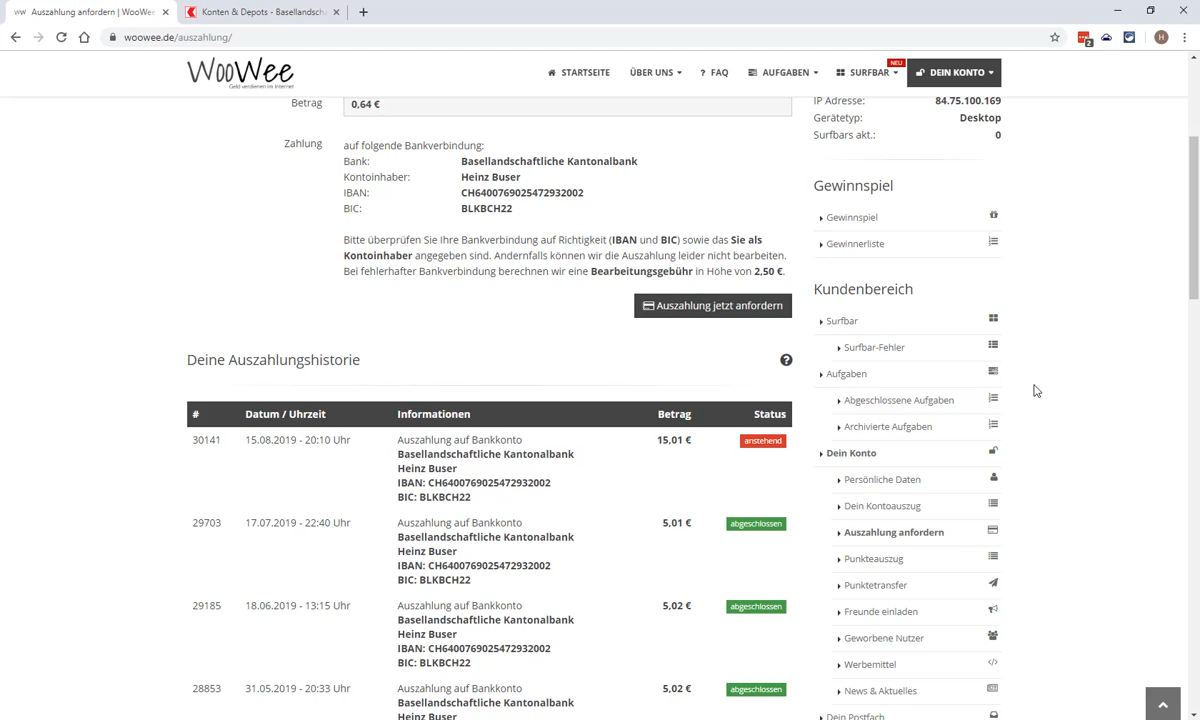 Auszahlung anfordern | WooWee
Konten & Depots - Basellandscha
woowee.de/auszahlung/
2
H
WooWee
Geld verdienen im Internet
STARTSEITE
ÜBER UNS
? FAQ
AUFGABEN
SURFBAR
NEU
DEIN KONTO
Betrag
0,64 €
Zahlung
auf folgende Bankverbindung:
Bank: Basellandschaftliche Kantonalbank
Kontoinhaber: Heinz Buser
IBAN: CH6400769025472932002
BIC: BLKBCH22
Bitte überprüfen Sie Ihre Bankverbindung auf Richtigkeit (IBAN und BIC) sowie das Sie als
Kontoinhaber angegeben sind. Andernfalls können wir die Auszahlung leider nicht bearbeiten.
Bei fehlerhafter Bankverbindung berechnen wir eine Bearbeitungsgebühr in Höhe von 2,50 €.
Auszahlung jetzt anfordern
Deine Auszahlungshistorie
# Datum / Uhrzeit Informationen Betrag Status
30141 15.08.2019 - 20:10 Uhr Auszahlung auf Bankkonto 15,01 € anstehend
Basellandschaftliche Kantonalbank
Heinz Buser
IBAN: CH6400769025472932002
BIC: BLKBCH22
29703 17.07.2019 - 22:40 Uhr Auszahlung auf Bankkonto 5,01 € abgeschlossen
Basellandschaftliche Kantonalbank
Heinz Buser
IBAN: CH6400769025472932002
BIC: BLKBCH22
29185 18.06.2019 - 13:15 Uhr Auszahlung auf Bankkonto 5,02 € abgeschlossen
Basellandschaftliche Kantonalbank
Heinz Buser
IBAN: CH6400769025472932002
BIC: BLKBCH22
28853 31.05.2019 - 20:33 Uhr Auszahlung auf Bankkonto 5,02 € abgeschlossen
Basellandschaftliche Kantonalbank
Heinz Buser
IP Adresse: 84.75.100.169
Gerätetyp: Desktop
Surfbars akt.: 0
Gewinnspiel
Gewinnspiel
Gewinnerliste
Kundenbereich
Surfbar
Surfbar-Fehler
Aufgaben
Abgeschlossene Aufgaben
Archivierte Aufgaben
Dein Konto
Persönliche Daten
Dein Kontoauszug
Auszahlung anfordern
Punkteauszug
Punktetransfer
Freunde einladen
Geworbene Nutzer
Werbemittel
News & Aktuelles
Dein Postfach